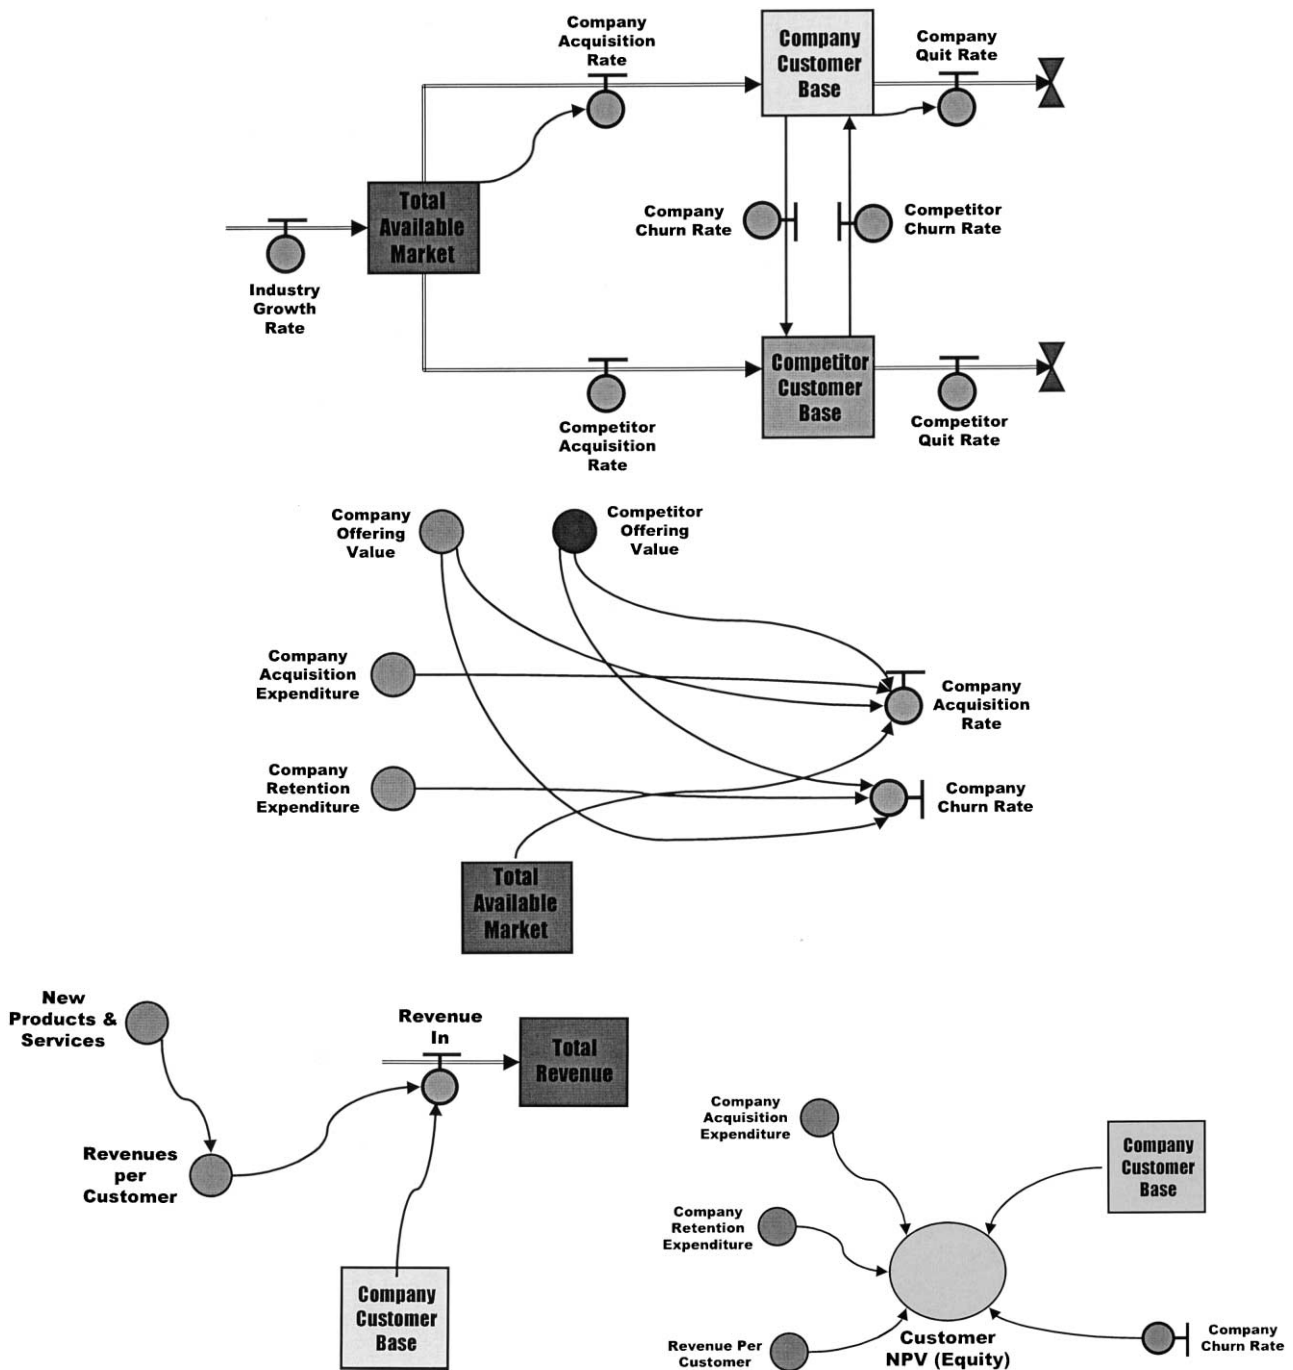 Company
Acquisition
Rate
Company
Customer
Base
Company
Quit Rate
Total
Available
Market
Company
Churn Rate
Competitor
Churn Rate
Industry
Growth
Rate
Competitor
Customer
Base
Competitor
Acquisition
Rate
Competitor
Quit Rate
Company
Offering
Value
Competitor
Offering
Value
Company
Acquisition
Expenditure
Company
Acquisition
Rate
Company
Retention
Expenditure
Company
Churn Rate
Total
Available
Market
New
Products &
Services
Revenue
In
Total
Revenue
Revenues
per
Customer
Company
Customer
Base
Company
Acquisition
Expenditure
Company
Customer
Base
Company
Retention
Expenditure
Revenue Per
Customer
Customer
NPV (Equity)
Company
Churn Rate